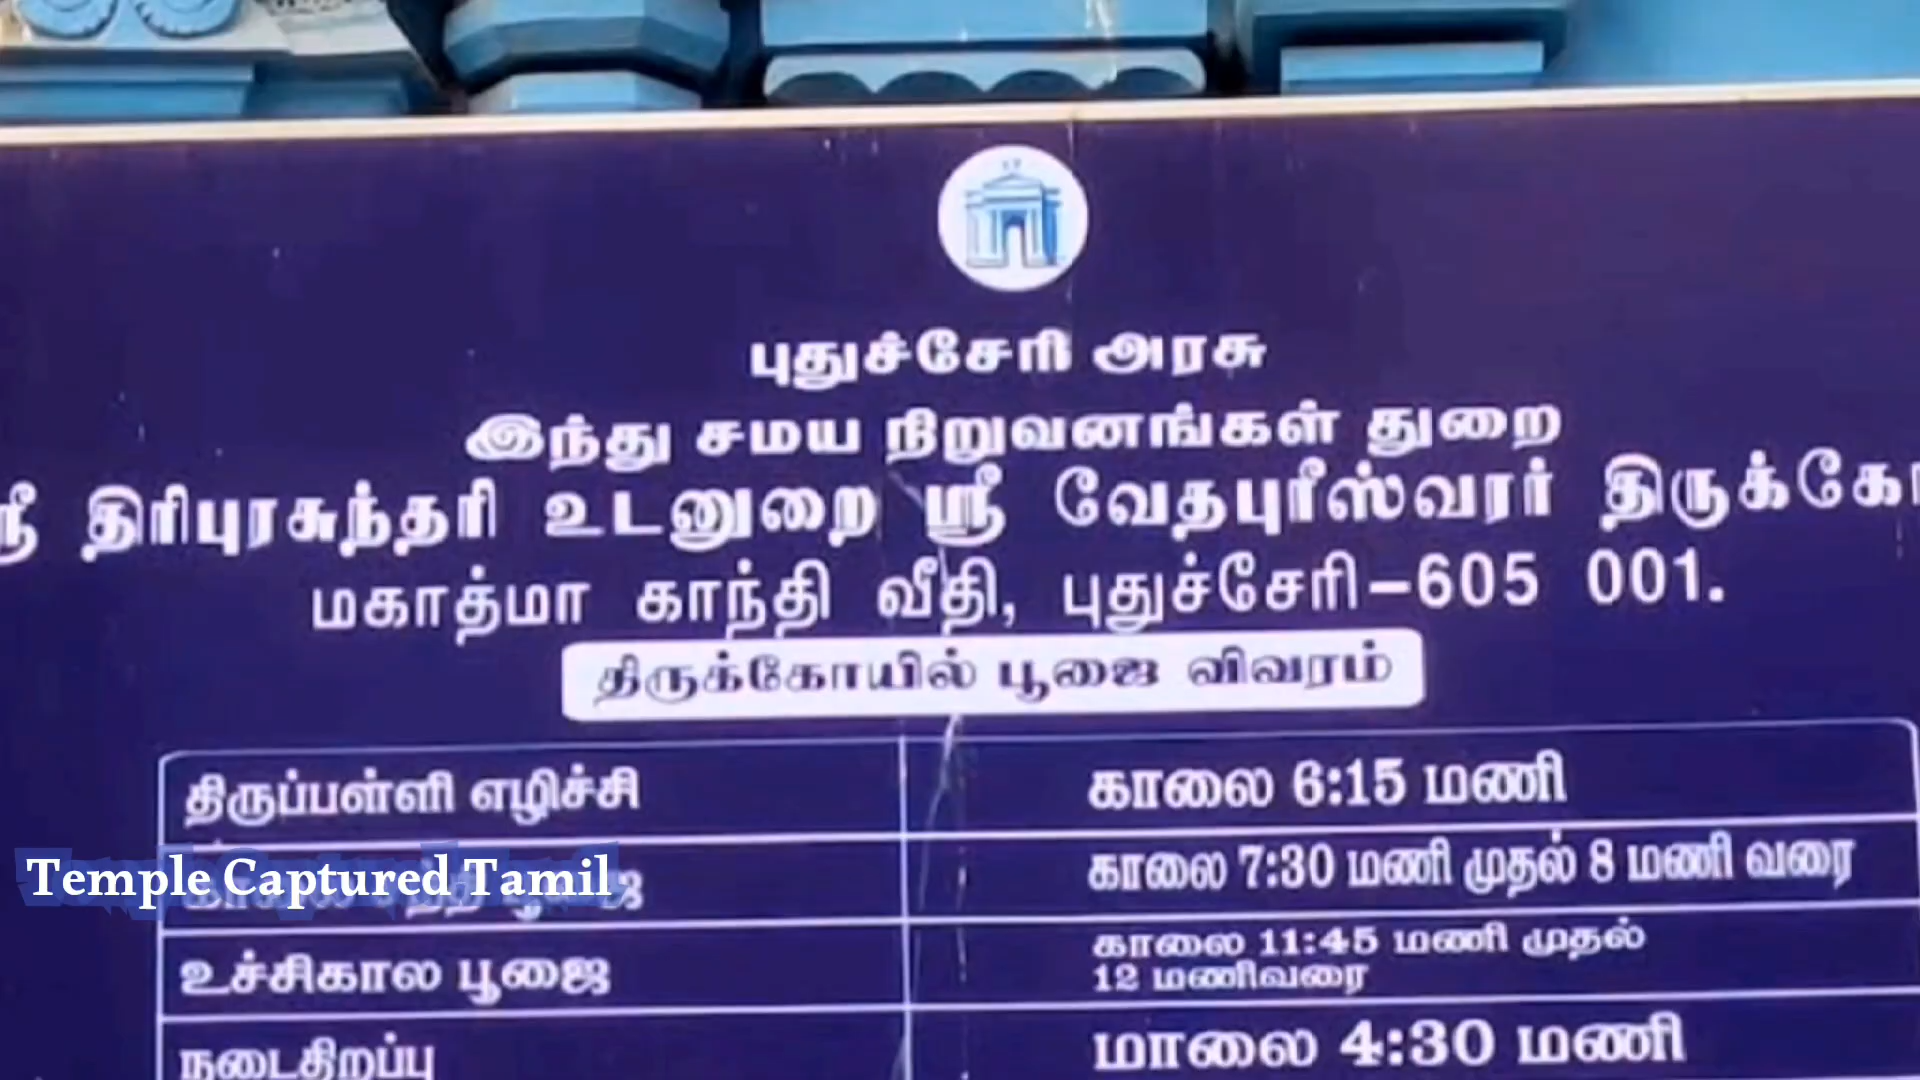 புதுச்சேரி அரசு
இந்து சமய நிறுவனங்கள் துறை
ஸ்ரீ திரிபுரசுந்தரி உடனுறை ஸ்ரீ வேதபுரீஸ்வரர்
மகாத்மா காந்தி வீதி, புதுச்சேரி-605 001.
திருக்கோயில் பூஜை விவரம்
திருப்பள்ளி எழிச்சி காலை 6:15 மணி
காலை 7:30 மணி முதல் 8 மணி வரை
Temple Captured Tamil
உச்சிகால பூஜை காலை 11:45 மணி முதல்
12 மணிவரை
நடைதிறப்பு மாலை 4:30 மணி